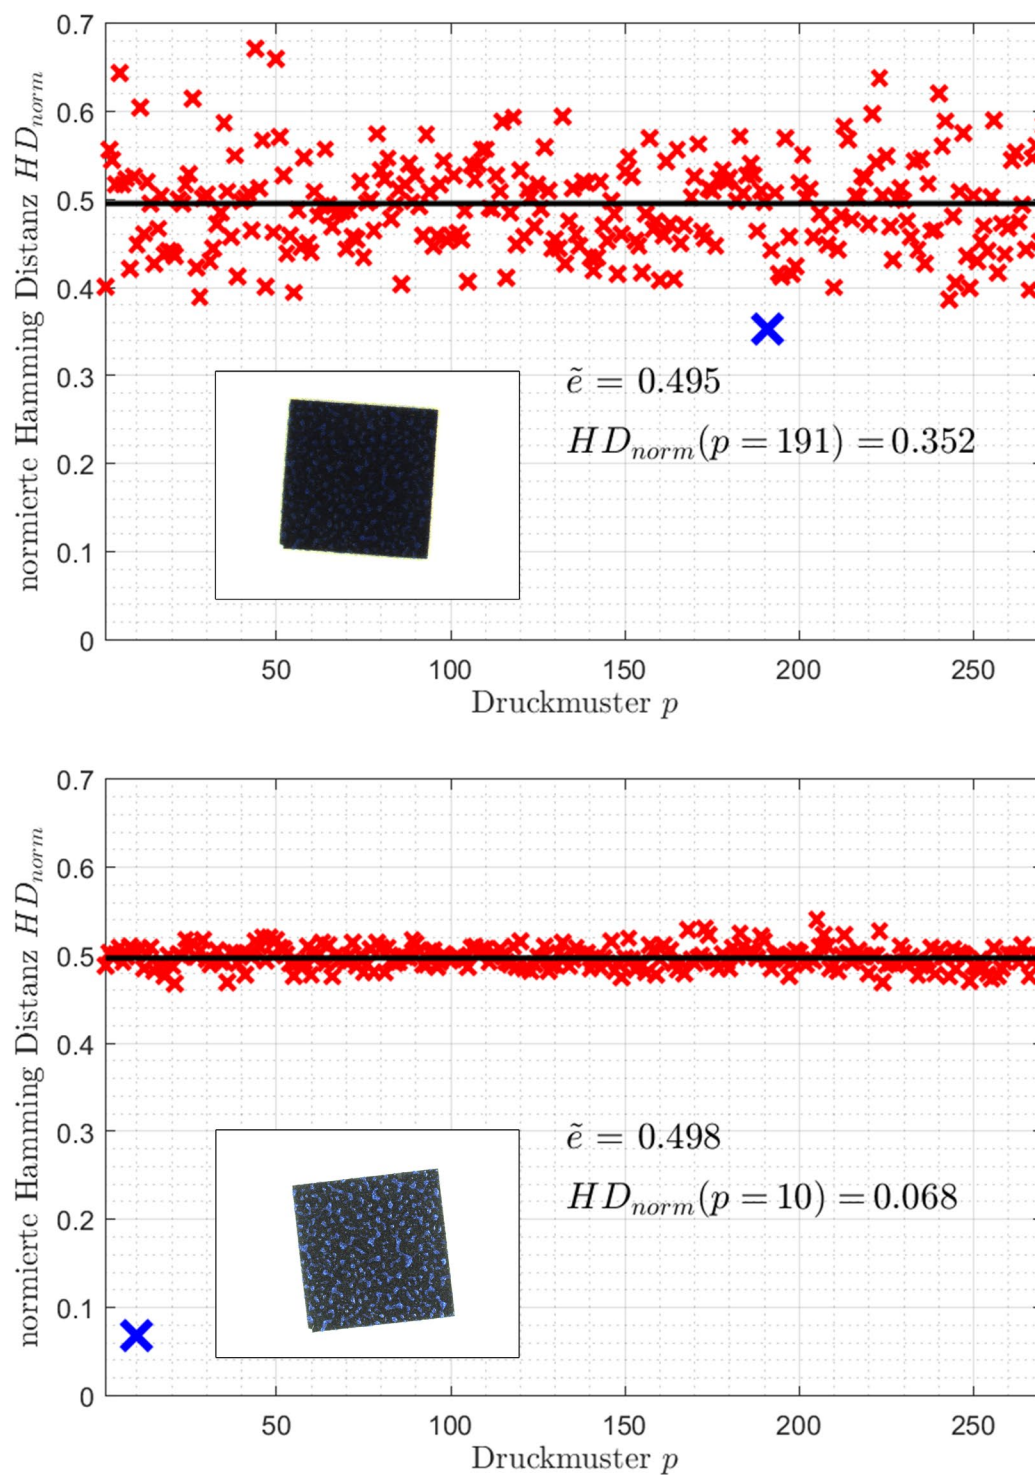 0.7
0.6
0.5
0.4
0.3
0.2
0.1
0
normierte Hamming Distanz HD_norm
ẽ = 0.495
HD_norm(p = 191) = 0.352
50 100 150 200 250
Druckmuster p
0.7
0.6
0.5
0.4
0.3
0.2
0.1
0
normierte Hamming Distanz HD_norm
ẽ = 0.498
HD_norm(p = 10) = 0.068
50 100 150 200 250
Druckmuster p